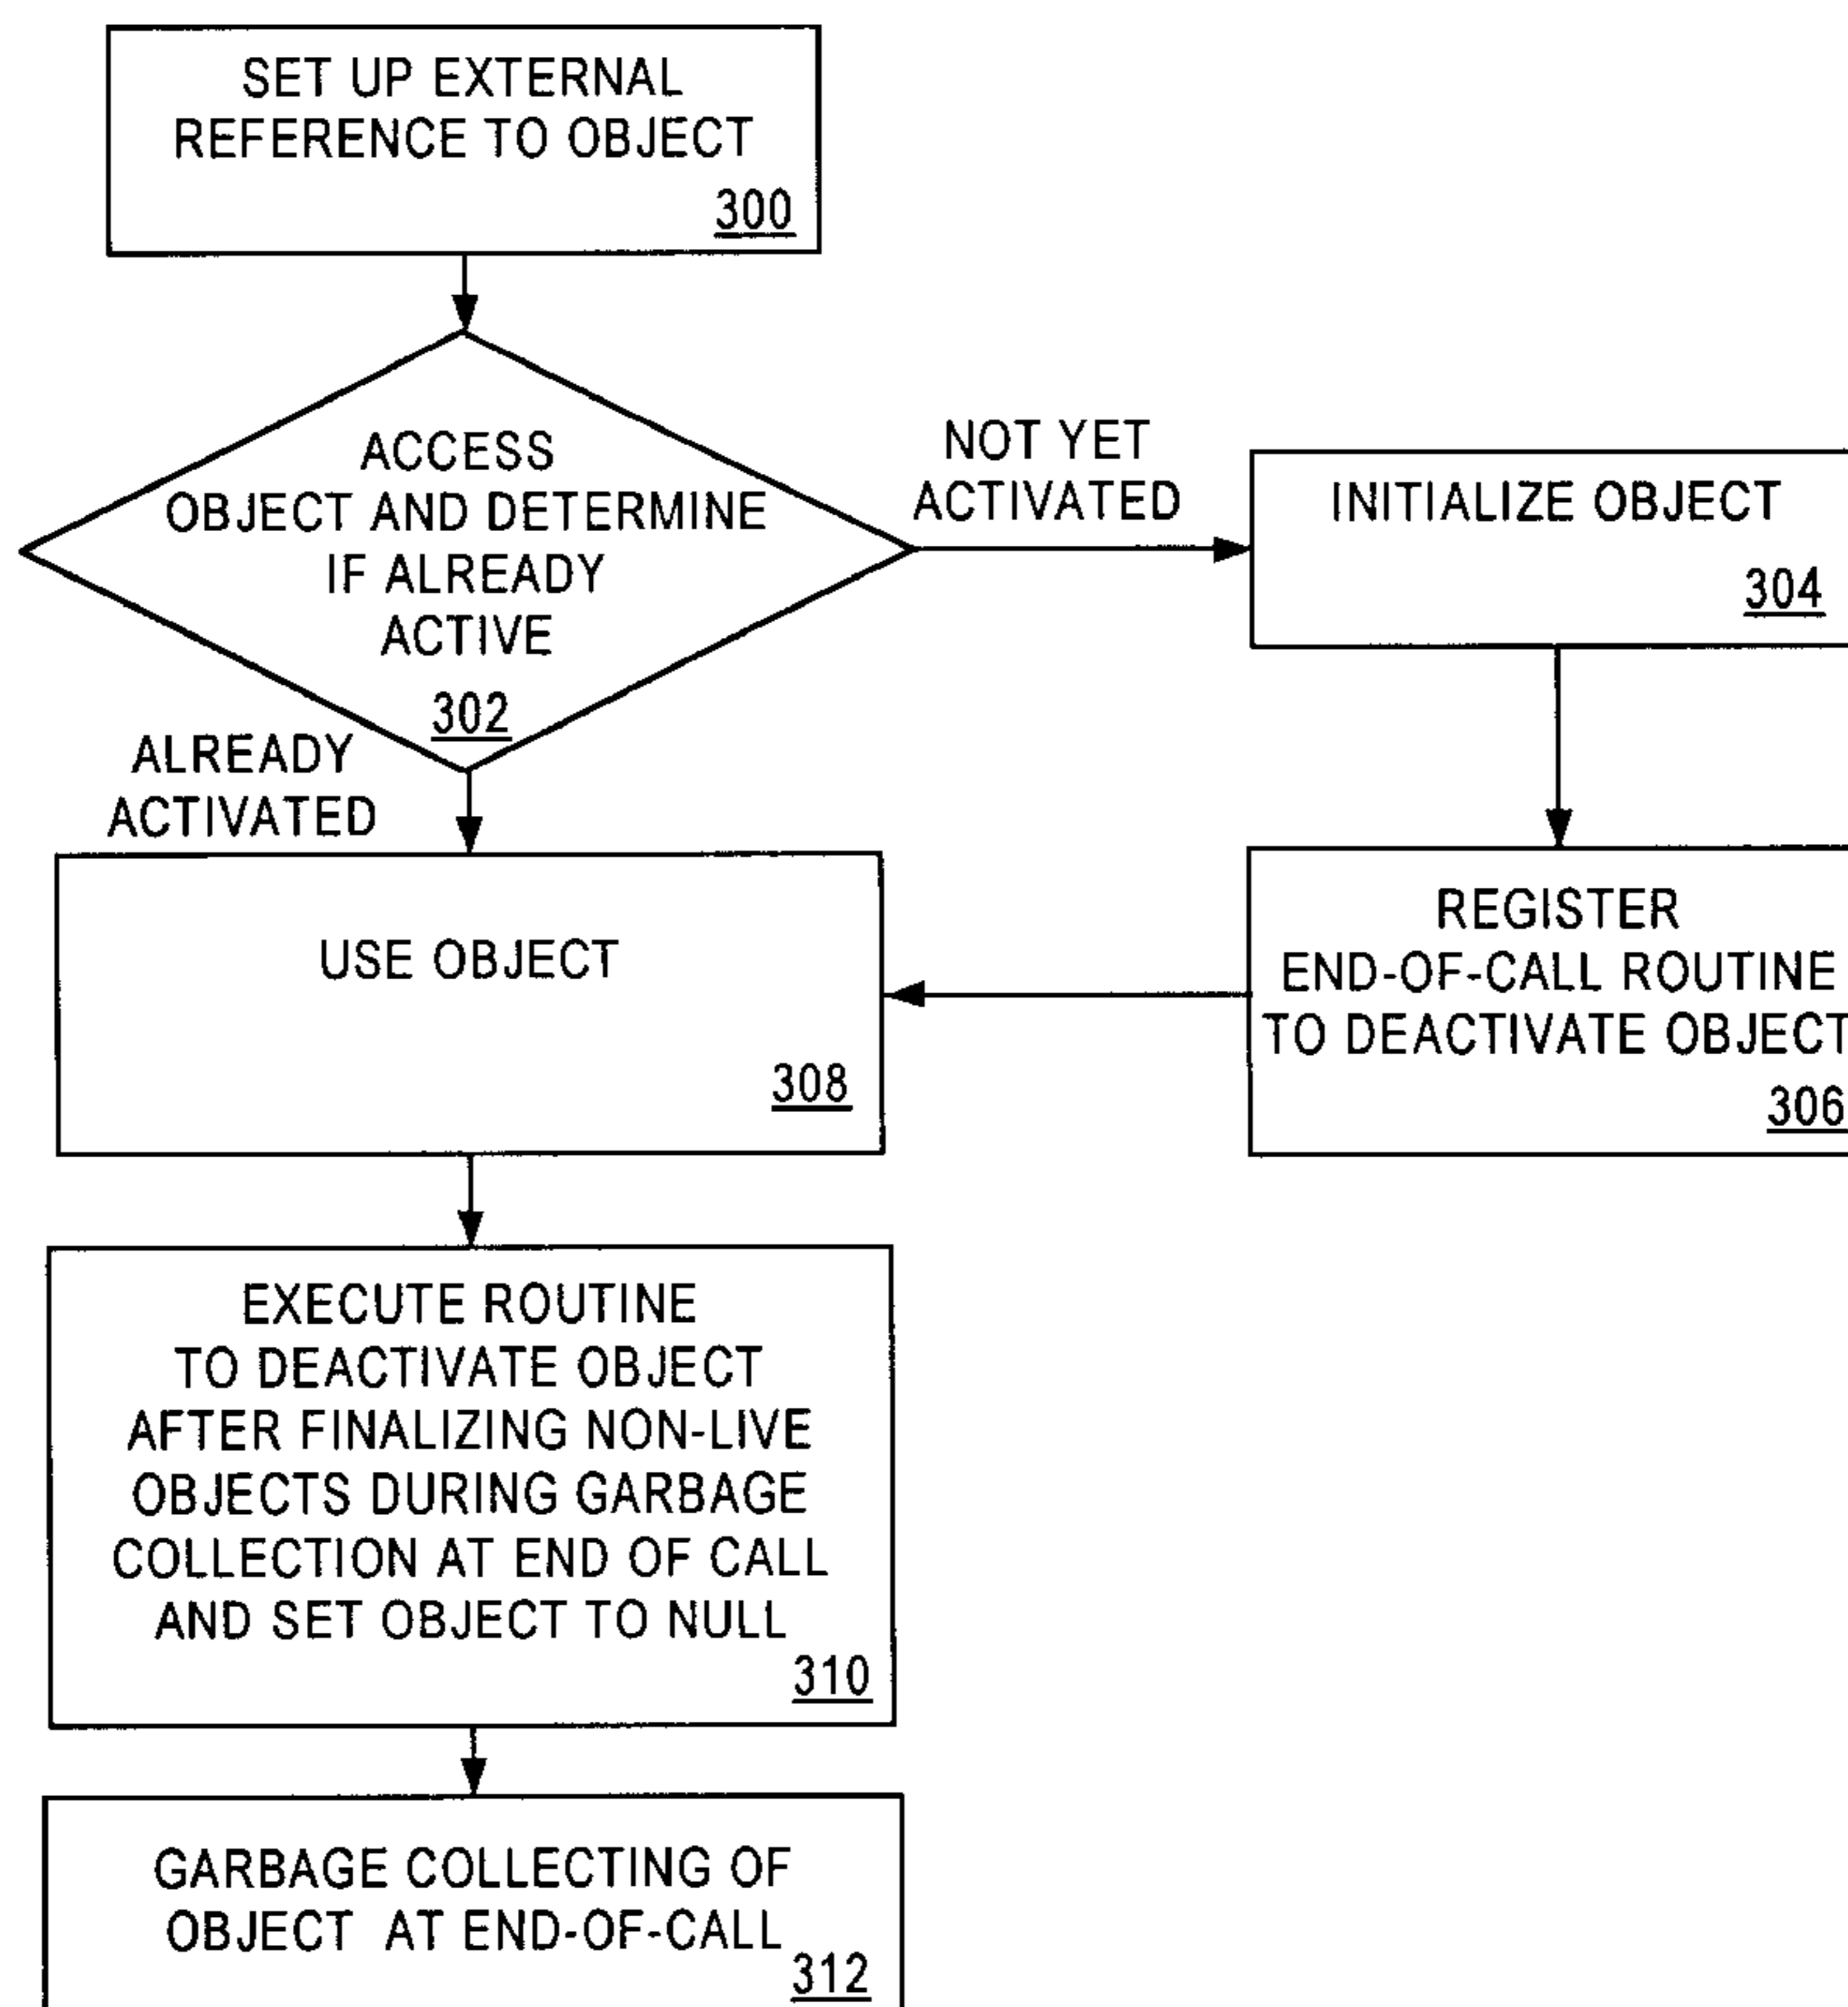 SET UP EXTERNAL
REFERENCE TO OBJECT
300
ACCESS
OBJECT AND DETERMINE
IF ALREADY
ACTIVE
302
NOT YET
ACTIVATED
INITIALIZE OBJECT
304
ALREADY
ACTIVATED
REGISTER
END-OF-CALL ROUTINE
TO DEACTIVATE OBJECT
306
USE OBJECT
308
EXECUTE ROUTINE
TO DEACTIVATE OBJECT
AFTER FINALIZING NON-LIVE
OBJECTS DURING GARBAGE
COLLECTION AT END OF CALL
AND SET OBJECT TO NULL
310
GARBAGE COLLECTING OF
OBJECT AT END-OF-CALL
312